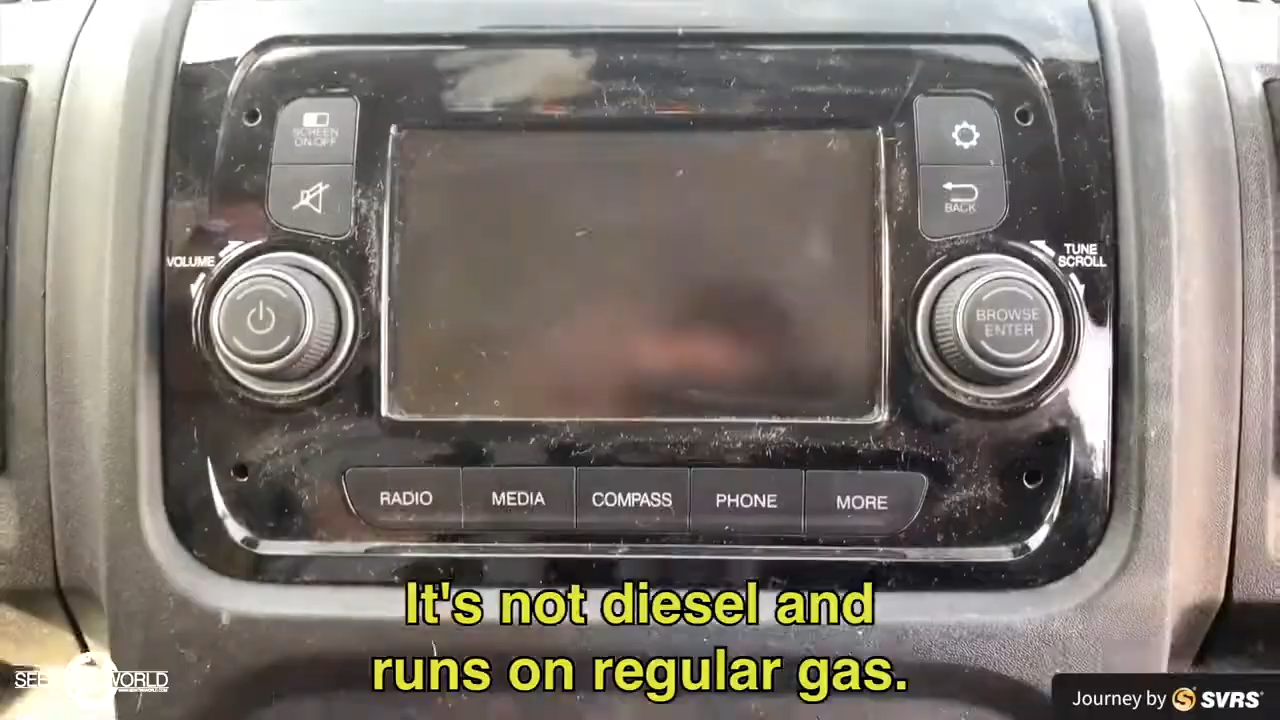 SCREEN
ON·OFF
BACK
VOLUME
TUNE
SCROLL
BROWSE
ENTER
RADIO
MEDIA
COMPASS
PHONE
MORE
It's not diesel and
runs on regular gas.
WORLD
Journey by S SVRS